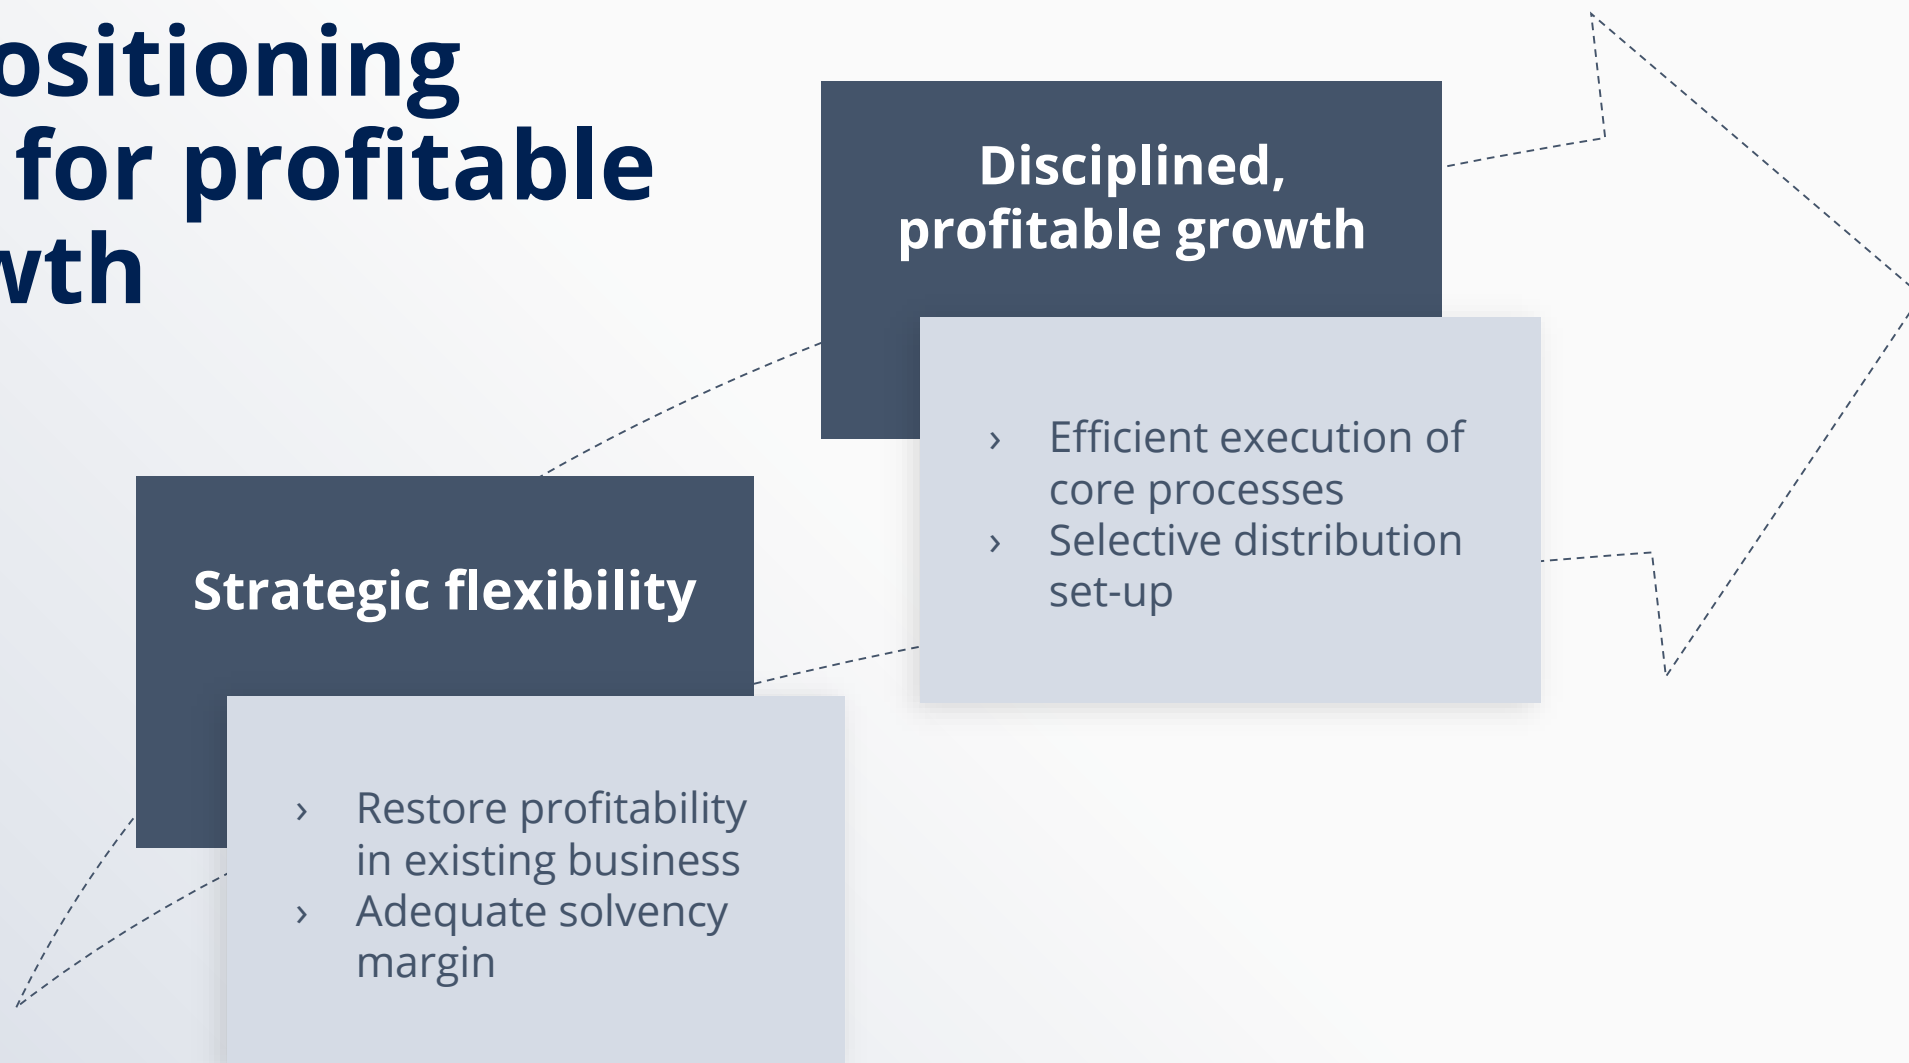 ositioning
for profitable
wth
Disciplined,
profitable growth
› Efficient execution of
core processes
› Selective distribution
set-up
Strategic flexibility
› Restore profitability
in existing business
› Adequate solvency
margin